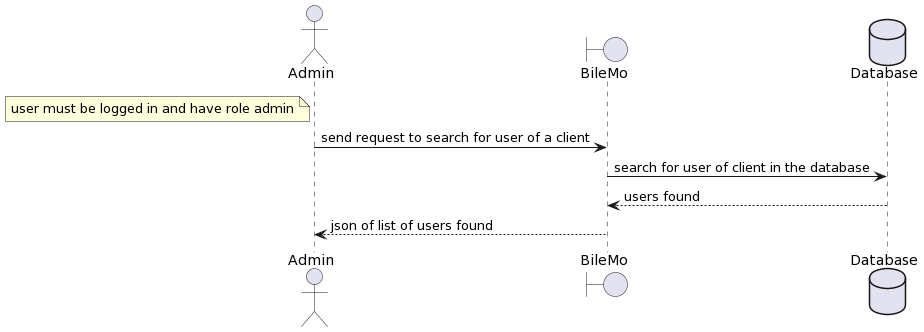 Admin
BileMo
Database
user must be logged in and have role admin
send request to search for user of a client
search for user of client in the database
users found
json of list of users found
Admin
BileMo
Database